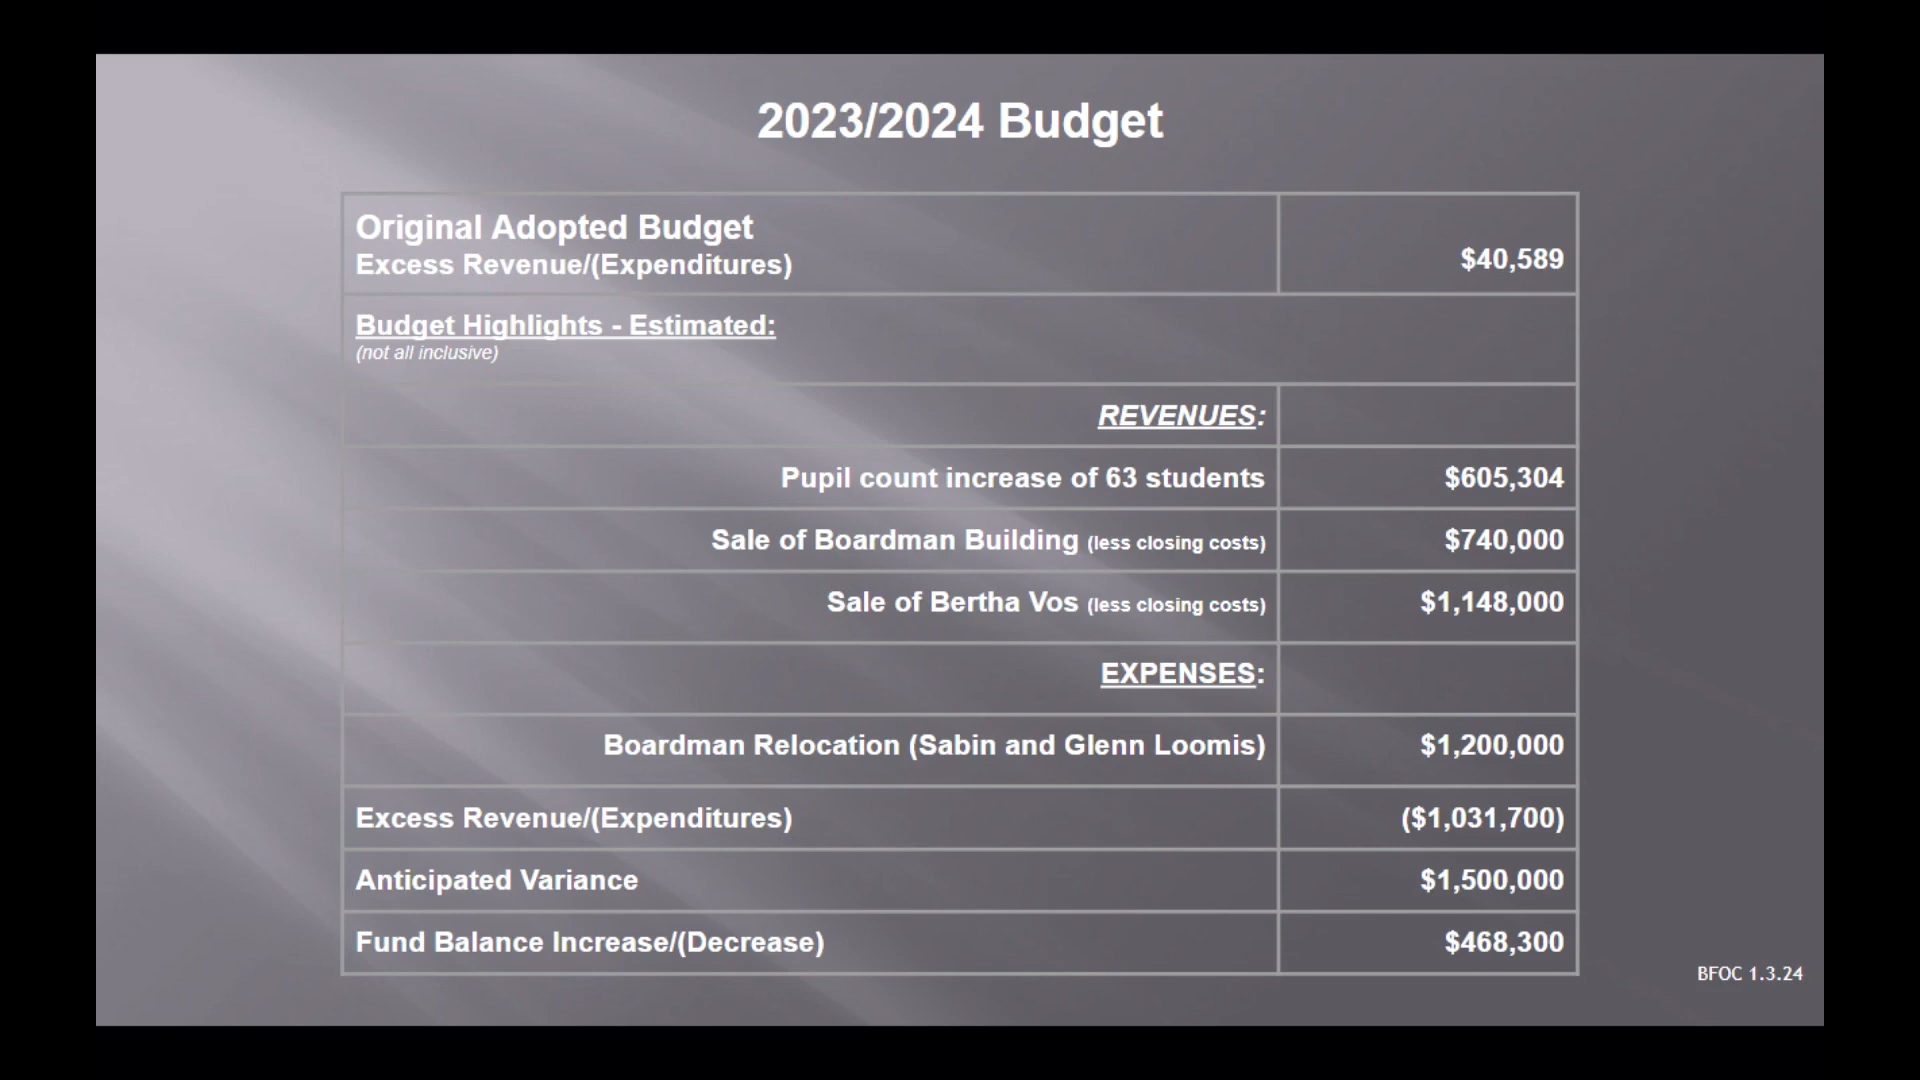 2023/2024 Budget
Original Adopted Budget
Excess Revenue/(Expenditures) $40,589
Budget Highlights - Estimated:
(not all inclusive)
REVENUES:
Pupil count increase of 63 students $605,304
Sale of Boardman Building (less closing costs) $740,000
Sale of Bertha Vos (less closing costs) $1,148,000
EXPENSES:
Boardman Relocation (Sabin and Glenn Loomis) $1,200,000
Excess Revenue/(Expenditures) ($1,031,700)
Anticipated Variance $1,500,000
Fund Balance Increase/(Decrease) $468,300
BFOC 1.3.24